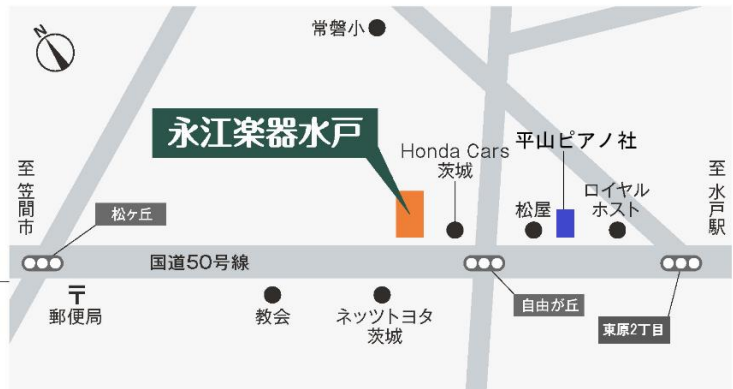 N
常磐小
永江楽器水戸
Honda Cars
茨城
平山ピアノ社
至 笠間市
松ヶ丘
松屋
ロイヤル
ホスト
至 水戸駅
国道50号線
〒
郵便局
教会
ネッツトヨタ
茨城
自由が丘
東原2丁目